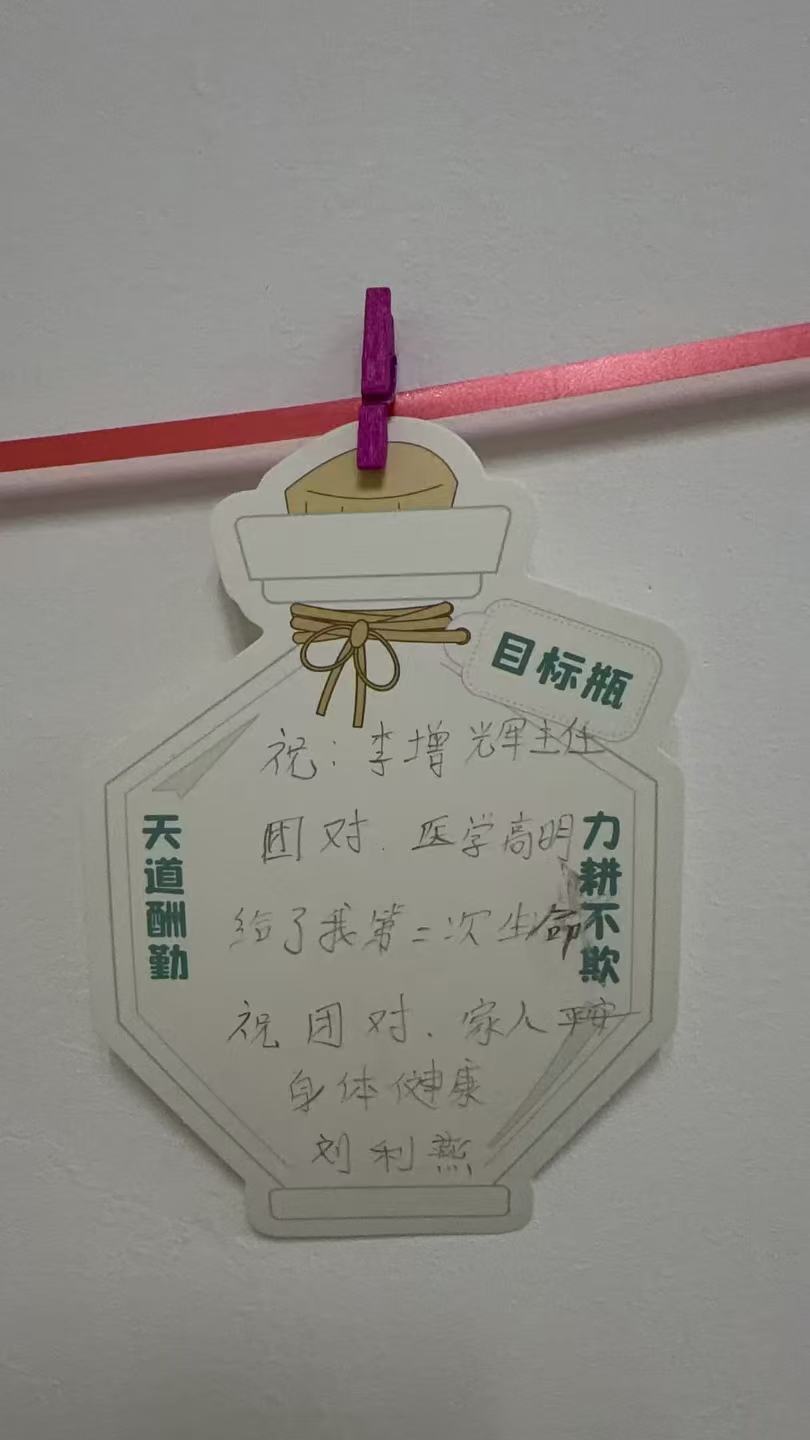 目标瓶
天道酬勤
力耕不欺
祝：李增辉主任
团对．医学高明
给了我第二次生命
祝团对．家人平安
身体健康
刘利燕